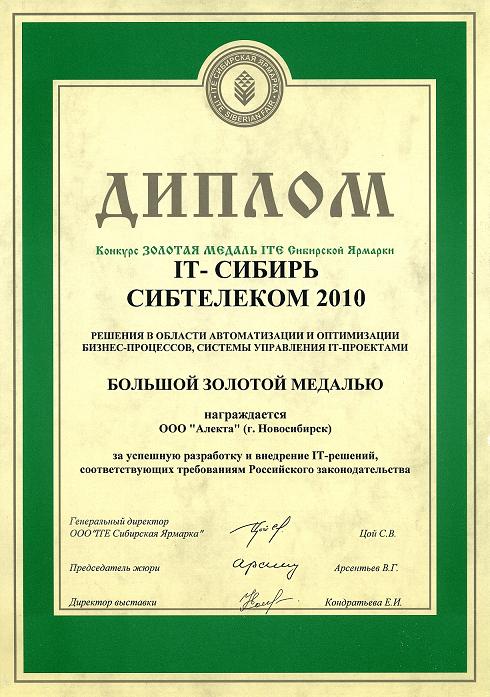 ITE СИБИРСКАЯ ЯРМАРКА
ITE SIBERIAN FAIR
ДИПЛОМ
Конкурс ЗОЛОТАЯ МЕДАЛЬ ITE Сибирской Ярмарки
IT- СИБИРЬ
СИБТЕЛЕКОМ 2010
РЕШЕНИЯ В ОБЛАСТИ АВТОМАТИЗАЦИИ И ОПТИМИЗАЦИИ
БИЗНЕС-ПРОЦЕССОВ, СИСТЕМЫ УПРАВЛЕНИЯ IT-ПРОЕКТАМИ
БОЛЬШОЙ ЗОЛОТОЙ МЕДАЛЬЮ
награждается
ООО "Алекта" (г. Новосибирск)
за успешную разработку и внедрение IT-решений,
соответствующих требованиям Российского законодательства
Генеральный директор
ООО"ITE Сибирская Ярмарка" Цой С.В.
Председатель жюри Арсентьев В.Г.
Директор выставки Кондратьева Е.И.